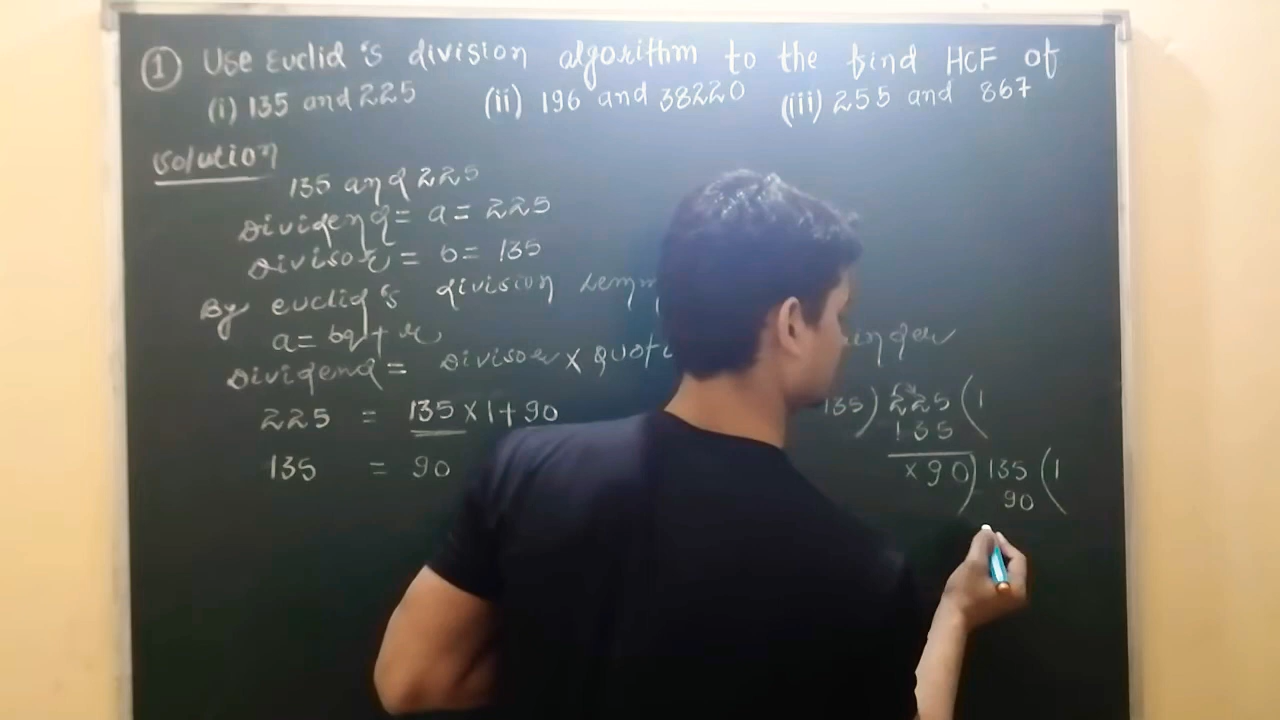 ① Use Euclid's division algorithm to the find HCF of
(i) 135 and 225 (ii) 196 and 38220 (iii) 255 and 867
Solution
135 and 225
Dividend = a = 225
Divisor = b = 135
By euclid's division
a = bq + r
Dividend = Divisor ×
225 = 135 × 1 + 90
135 = 90
135) 225 (1
135
× 90) 135 (1
90